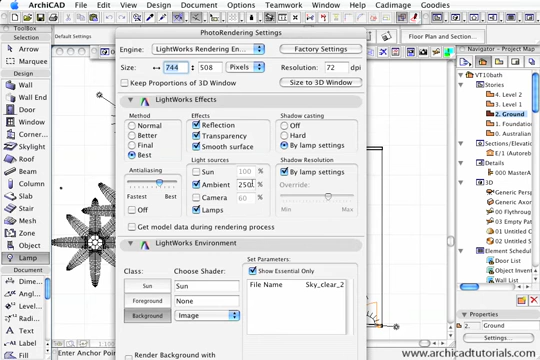 ArchiCAD File Edit View Design Document Options Teamwork Window Cadimage Goodies
ToolBox
Arrow
Marquee
Design
Wall
Wall End
Door
Window
Corner...
Skylight
Roof
Beam
Column
Slab
Stair
Mesh
Zone
Object
Lamp
Document
Dime...
Angl...
Level...
Radia...
Text
Label
Fill
Default Settings
PhotoRendering Settings
Engine: LightWorks Rendering En... Factory Settings
Size: 744 508 Pixels Resolution: 72 dpi
Keep Proportions of 3D Window Size to 3D Window
LightWorks Effects
Method
Normal
Better
Final
Best
Effects
Reflection
Transparency
Smooth surface
Shadow casting
Off
Hard
By lamp settings
Antialiasing
Fastest Best
Off
Light sources
Sun 100 %
Ambient 250 %
Camera 60 %
Lamps
Shadow Resolution
By lamp settings
Override:
Min Max
Get model data during rendering process
LightWorks Environment
Class:
Sun
Foreground
Background
Choose Shader:
Sun
None
Image
Set Parameters:
Show Essential Only
File Name Sky_clear_2
Render Background with
Enter Anchor Poin
Floor Plan and Section...
Navigator - Project Map
VT10bath
Stories
4. Level 2
3. Level 1
2. Ground
1. Foundation
0. Australian
Sections/Elevation
E/1 Autorebu
Details
000 MasterA
3D
Generic Persp
Generic Axon
00 Flythroug
03 Empty Pat
01 Untitled S
02 Untitled S
Element Schedules
Door List
Object Invent
Wall List
Properties
2. Ground
Settings...
www.archicadtutorials.com